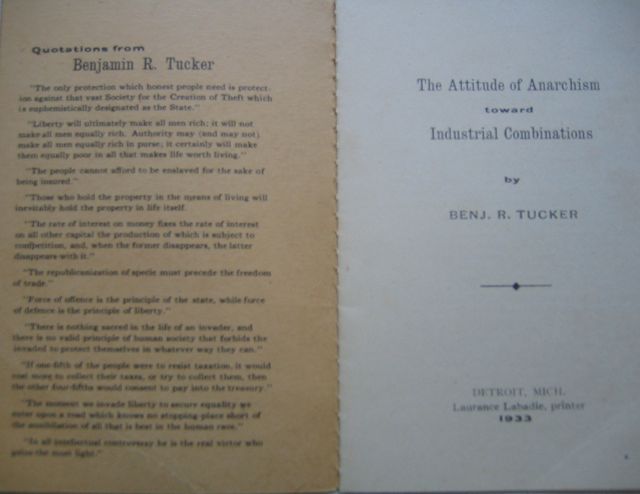 Quotations from
Benjamin R. Tucker
"The only protection which honest people need is protect-
ion against that vast Society for the Creation of Theft which
is euphemistically designated as the State."
"Liberty will ultimately make all men rich; it will not
make all men equally rich. Authority may (and may not)
make all men equally rich in purse; it certainly will make
them equally poor in all that makes life worth living."
"The people cannot afford to be enslaved for the sake of
being insured."
"Those who hold the property in the means of living will
inevitably hold the property in life itself.
"The rate of interest on money fixes the rate of interest
on all other capital the production of which is subject to
competition, and, when the former disappears, the latter
disappears with it."
"The republicanization of specie must precede the freedom
of trade."
"Force of offence is the principle of the state, while force
of defence is the principle of liberty."
"There is nothing sacred in the life of an invader, and
there is no valid principle of human society that forbids the
invaded to protect themselves in whatever way they can."
"If one-fifth of the people were to resist taxation, it would
cost more to collect their taxes, or try to collect them, then
the other four-fifths would consent to pay into the treasury."
"The moment we invade liberty to secure equality we
enter upon a road which knows no stopping-place short of
the annihilation of all that is best in the human race."
"In all intellectual controversy he is the real victor who
gains the most light."
The Attitude of Anarchism
toward
Industrial Combinations
by
BENJ. R. TUCKER
DETROIT, MICH.
Laurance Labadie, printer
1933